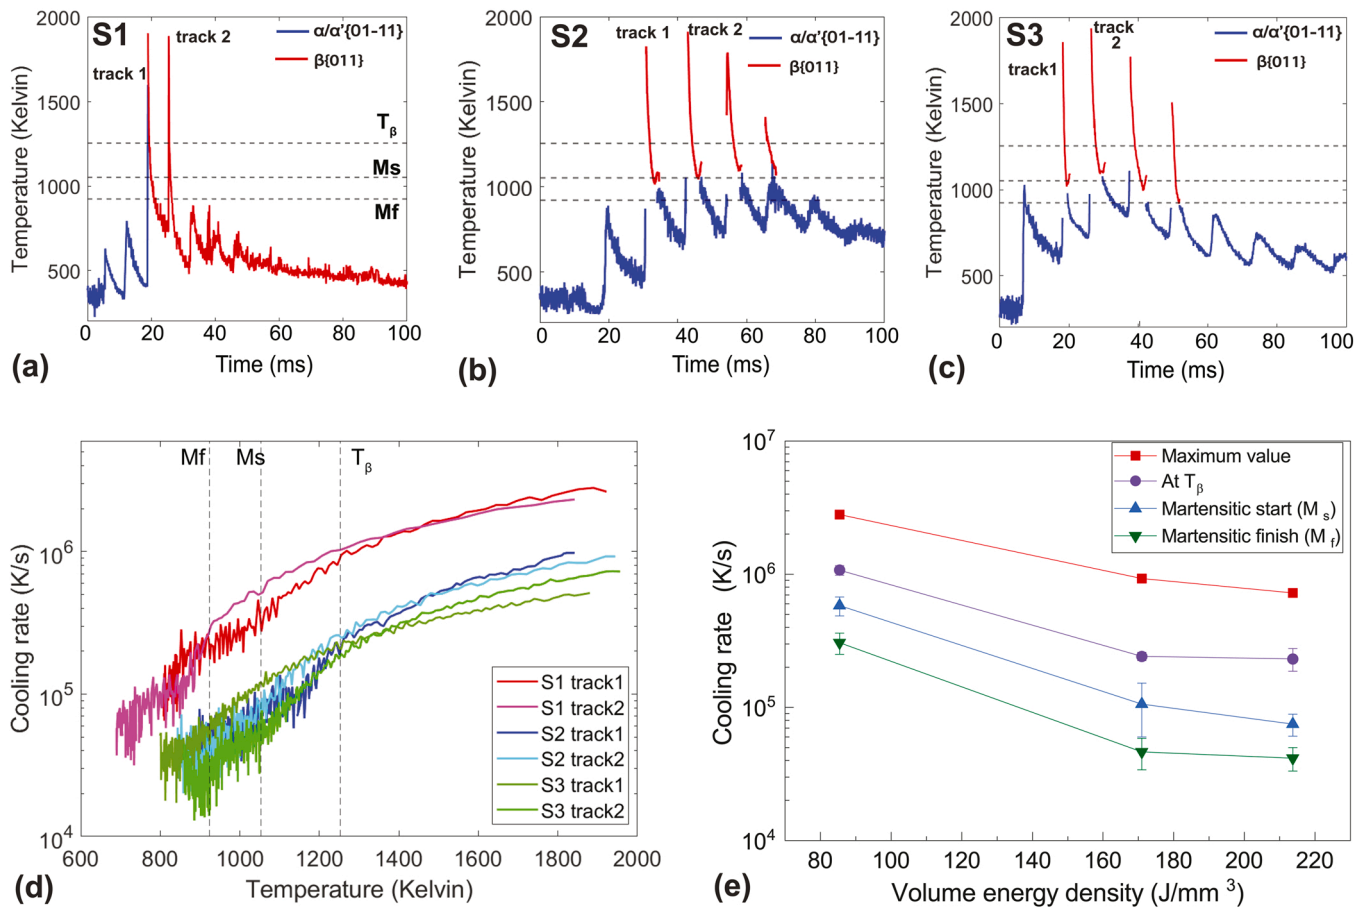 S1
track 1
track 2
α/α'{01-11}
β{011}
T β
Ms
Mf
Temperature (Kelvin)
2000
1500
1000
500
0 20 40 60 80 100
Time (ms)
(a)
S2
track 1
track 2
α/α'{01-11}
β{011}
Temperature (Kelvin)
2000
1500
1000
500
0 20 40 60 80 100
Time (ms)
(b)
S3
track1
track
2
α/α'{01-11}
β{011}
Temperature (Kelvin)
2000
1500
1000
500
0 20 40 60 80 100
Time (ms)
(c)
Mf Ms T β
Cooling rate (K/s)
10^6
10^5
10^4
S1 track1
S1 track2
S2 track1
S2 track2
S3 track1
S3 track2
600 800 1000 1200 1400 1600 1800 2000
Temperature (Kelvin)
(d)
Cooling rate (K/s)
10^7
10^6
10^5
10^4
Maximum value
At T β
Martensitic start (M s)
Martensitic finish (M f)
80 100 120 140 160 180 200 220
Volume energy density (J/mm 3)
(e)